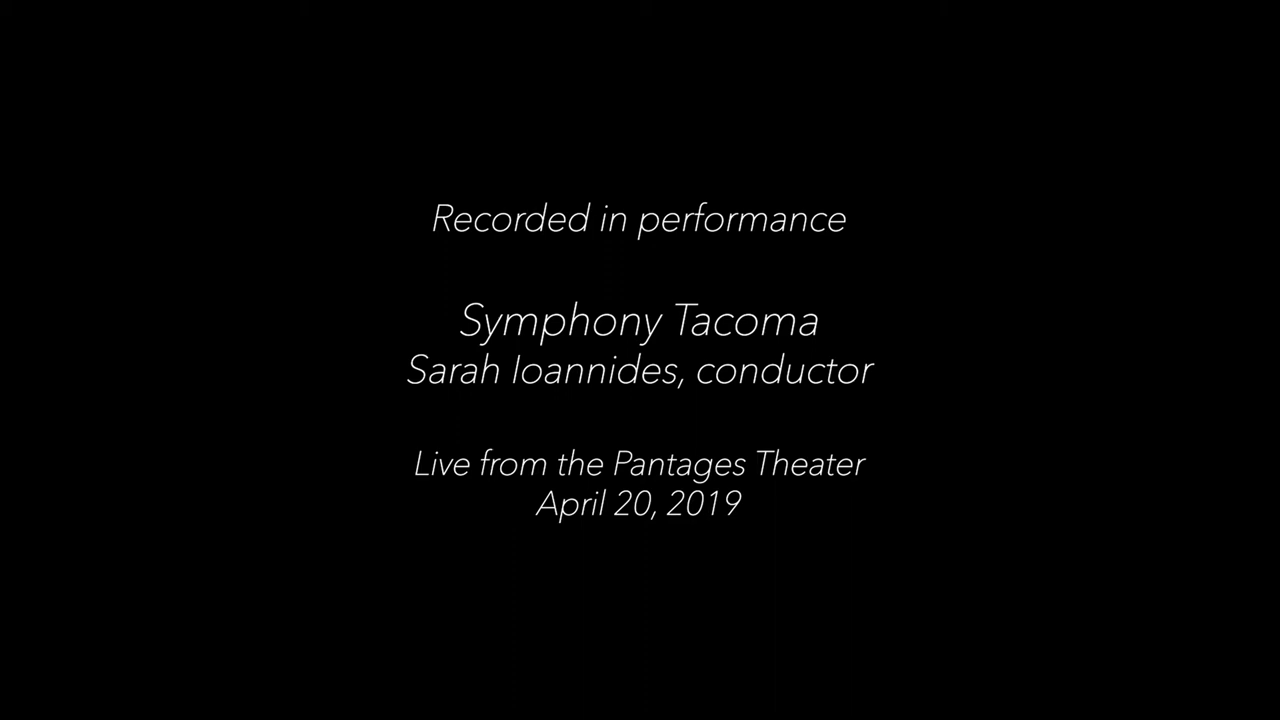 Recorded in performance
Symphony Tacoma
Sarah Ioannides, conductor
Live from the Pantages Theater
April 20, 2019